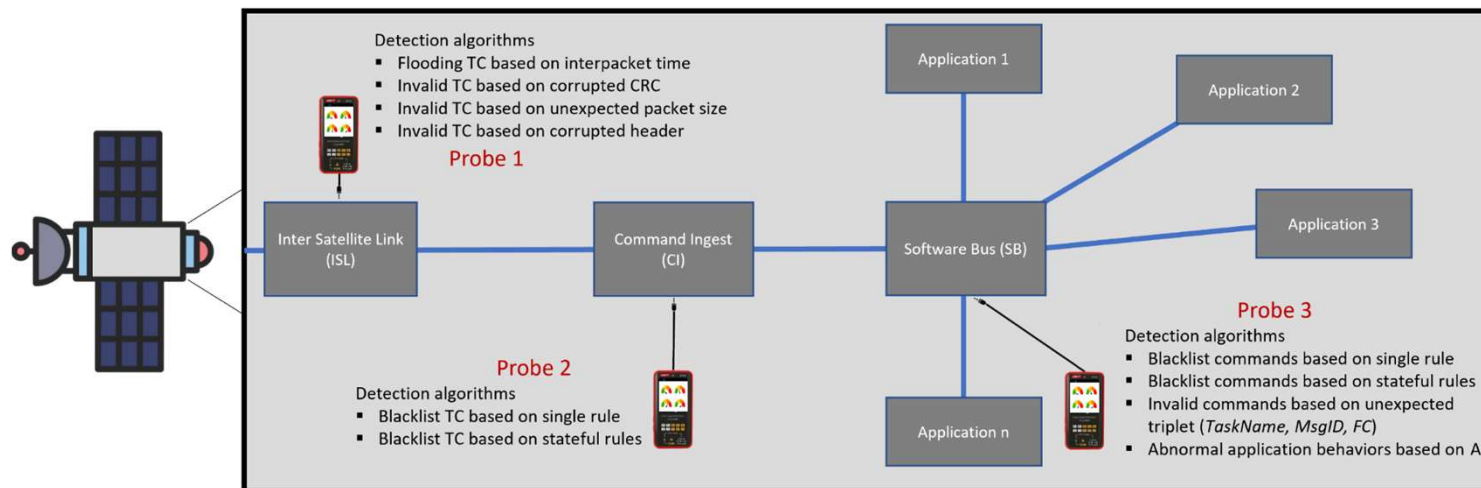 Detection algorithms
▪ Flooding TC based on interpacket time
▪ Invalid TC based on corrupted CRC
▪ Invalid TC based on unexpected packet size
▪ Invalid TC based on corrupted header
Probe 1
Inter Satellite Link
(ISL)
Command Ingest
(CI)
Software Bus (SB)
Application 1
Application 2
Application 3
Application n
Probe 2
Detection algorithms
▪ Blacklist TC based on single rule
▪ Blacklist TC based on stateful rules
Probe 3
Detection algorithms
▪ Blacklist commands based on single rule
▪ Blacklist commands based on stateful rules
▪ Invalid commands based on unexpected
triplet (TaskName, MsgID, FC)
▪ Abnormal application behaviors based on A